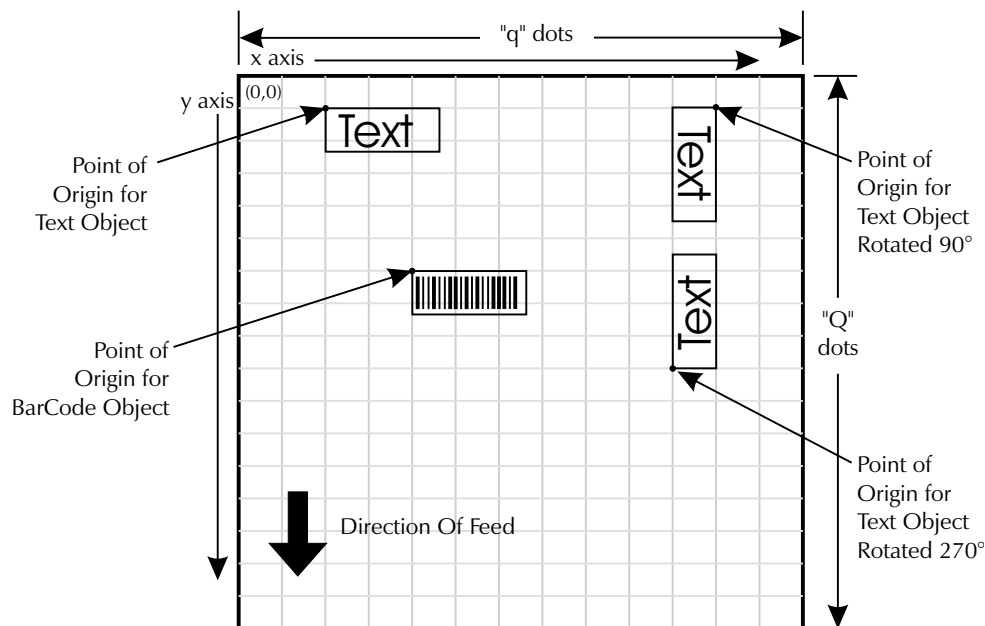 "q" dots
x axis
(0,0)
y axis
Text
Text
Point of
Origin for
Text Object
Point of
Origin for
Text Object
Rotated 90°
Text
"Q"
dots
Point of
Origin for
BarCode Object
Point of
Origin for
Text Object
Rotated 270°
Direction Of Feed